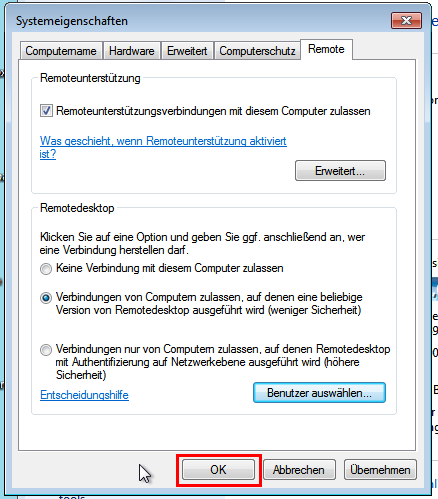 Systemeigenschaften
Computername Hardware Erweitert Computerschutz Remote
Remoteunterstützung
Remoteunterstützungsverbindungen mit diesem Computer zulassen
Was geschieht, wenn Remoteunterstützung aktiviert
ist?
Erweitert...
Remotedesktop
Klicken Sie auf eine Option und geben Sie ggf. anschließend an, wer
eine Verbindung herstellen darf.
Keine Verbindung mit diesem Computer zulassen
Verbindungen von Computern zulassen, auf denen eine beliebige
Version von Remotedesktop ausgeführt wird (weniger Sicherheit)
Verbindungen nur von Computern zulassen, auf denen Remotedesktop
mit Authentifizierung auf Netzwerkebene ausgeführt wird (höhere
Sicherheit)
Entscheidungshilfe
Benutzer auswählen...
OK Abbrechen Übernehmen